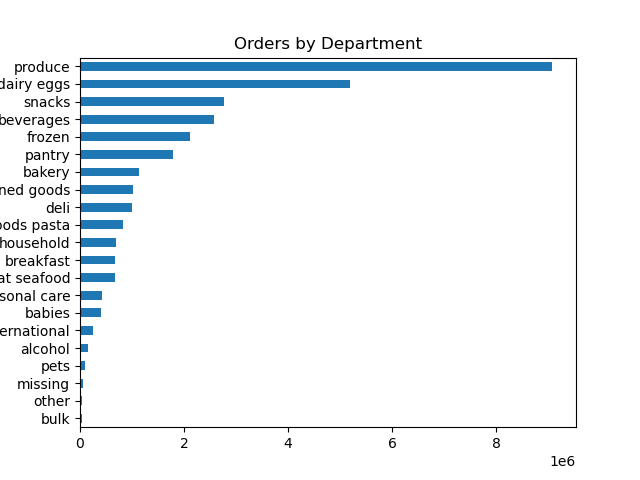 Orders by Department
produce
dairy eggs
snacks
beverages
frozen
pantry
bakery
ned goods
deli
oods pasta
household
breakfast
at seafood
sonal care
babies
ernational
alcohol
pets
missing
other
bulk
0 2 4 6 8
1e6